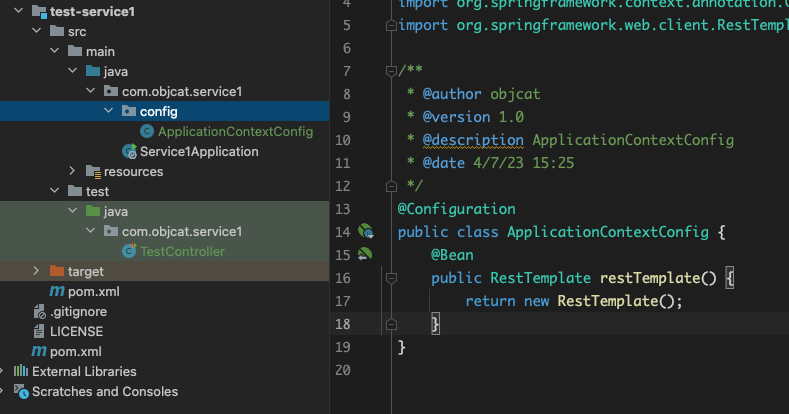 test-service1
src
main
java
com.objcat.service1
config
ApplicationContextConfig
Service1Application
resources
test
java
com.objcat.service1
TestController
target
pom.xml
.gitignore
LICENSE
pom.xml
External Libraries
Scratches and Consoles
4 import org.springframework.context.annotation.
5 import org.springframework.web.client.RestTempl
6
7 /**
8 * @author objcat
9 * @version 1.0
10 * @description ApplicationContextConfig
11 * @date 4/7/23 15:25
12 */
13 @Configuration
14 public class ApplicationContextConfig {
15 @Bean
16 public RestTemplate restTemplate() {
17 return new RestTemplate();
18 }
19 }
20